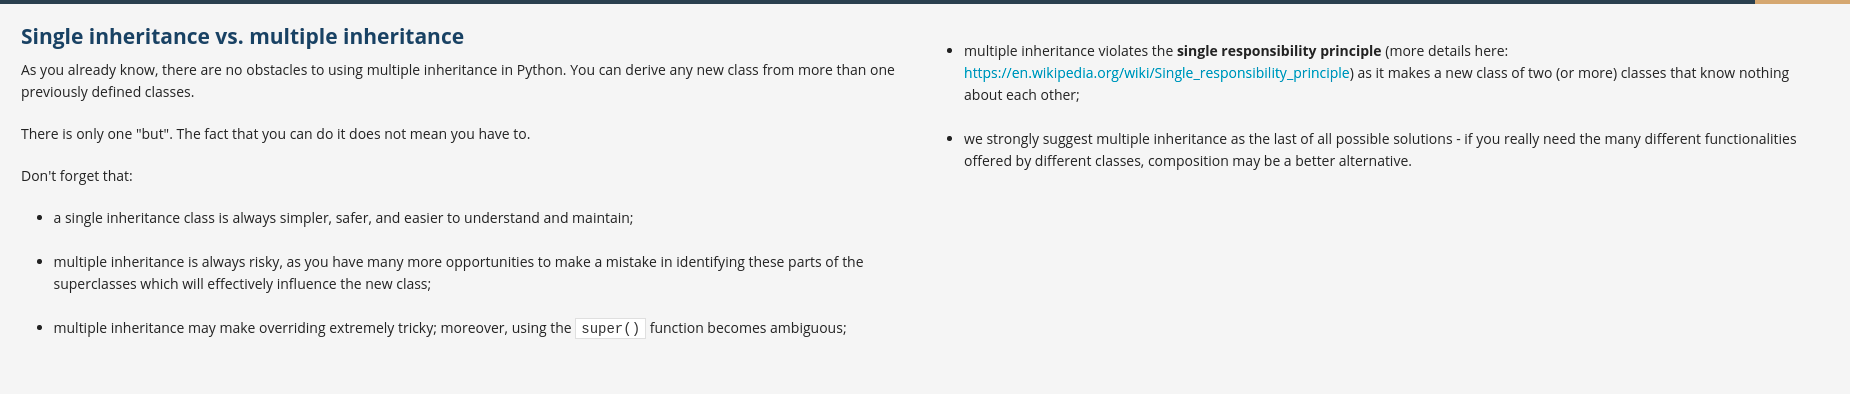 Single inheritance vs. multiple inheritance
As you already know, there are no obstacles to using multiple inheritance in Python. You can derive any new class from more than one
previously defined classes.
There is only one "but". The fact that you can do it does not mean you have to.
Don't forget that:
• a single inheritance class is always simpler, safer, and easier to understand and maintain;
• multiple inheritance is always risky, as you have many more opportunities to make a mistake in identifying these parts of the
superclasses which will effectively influence the new class;
• multiple inheritance may make overriding extremely tricky; moreover, using the super() function becomes ambiguous;
• multiple inheritance violates the single responsibility principle (more details here:
https://en.wikipedia.org/wiki/Single_responsibility_principle) as it makes a new class of two (or more) classes that know nothing
about each other;
• we strongly suggest multiple inheritance as the last of all possible solutions - if you really need the many different functionalities
offered by different classes, composition may be a better alternative.